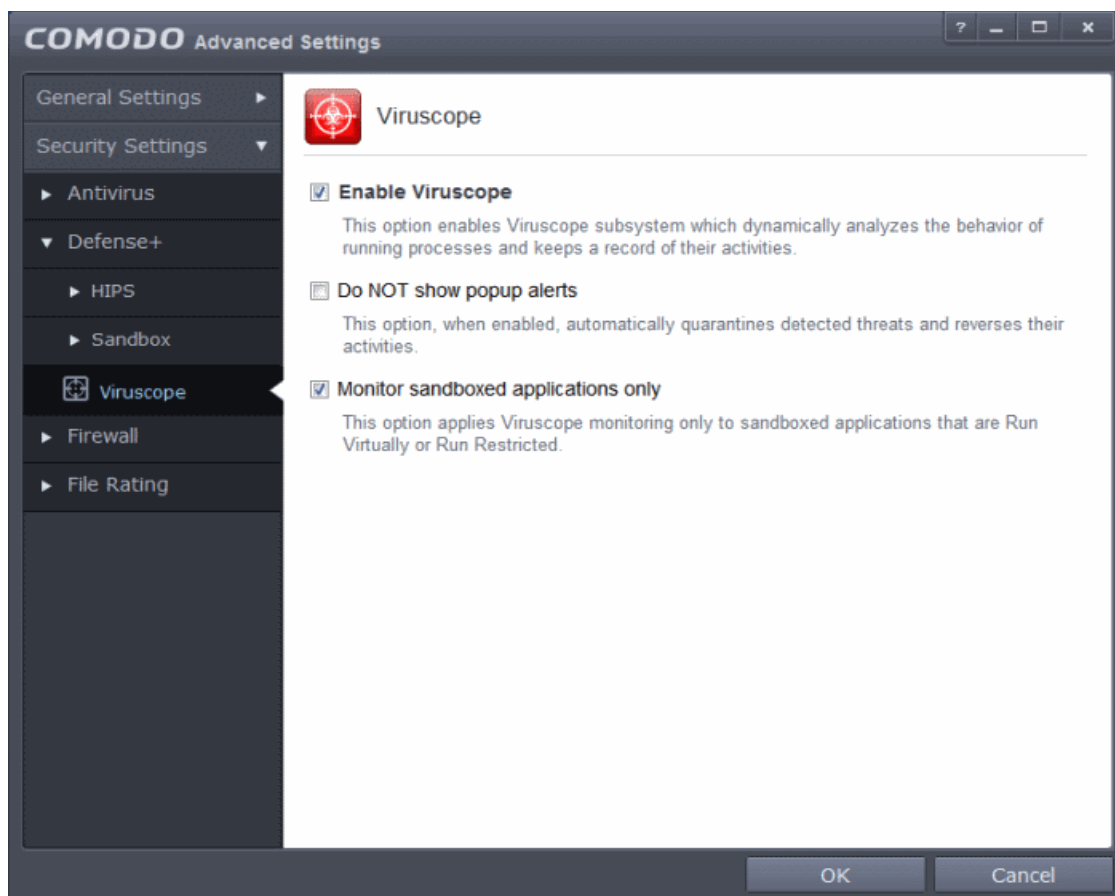 COMODO Advanced Settings
?
General Settings
Security Settings
Antivirus
Defense+
HIPS
Sandbox
Viruscope
Firewall
File Rating
Viruscope
Enable Viruscope
This option enables Viruscope subsystem which dynamically analyzes the behavior of
running processes and keeps a record of their activities.
Do NOT show popup alerts
This option, when enabled, automatically quarantines detected threats and reverses their
activities.
Monitor sandboxed applications only
This option applies Viruscope monitoring only to sandboxed applications that are Run
Virtually or Run Restricted.
OK
Cancel